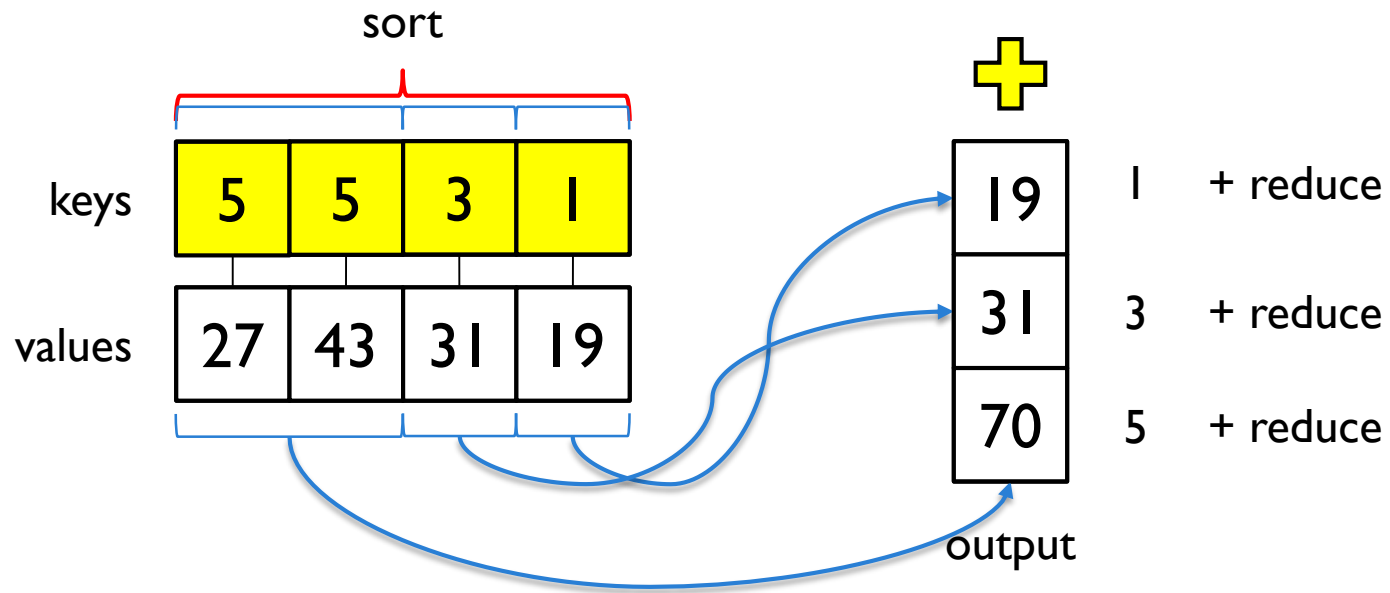 sort
keys 5 5 3 1
values 27 43 31 19
19 1 + reduce
31 3 + reduce
70 5 + reduce
output